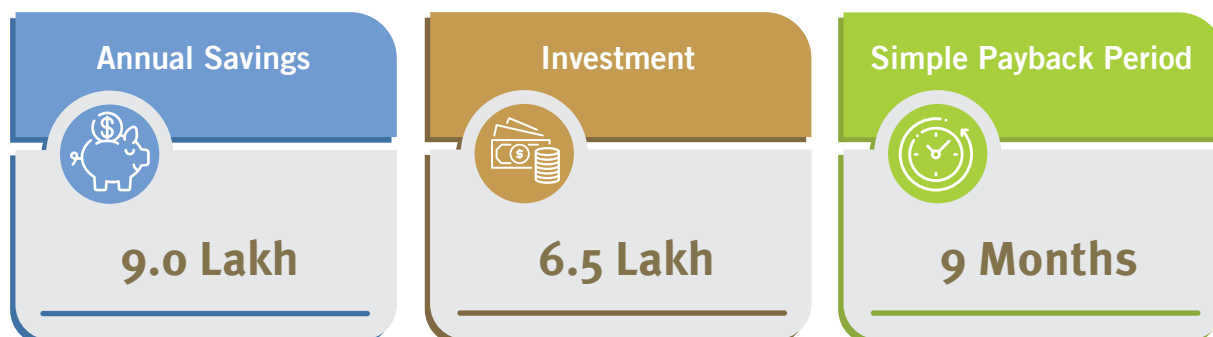 Annual Savings
9.0 Lakh
Investment
6.5 Lakh
Simple Payback Period
9 Months